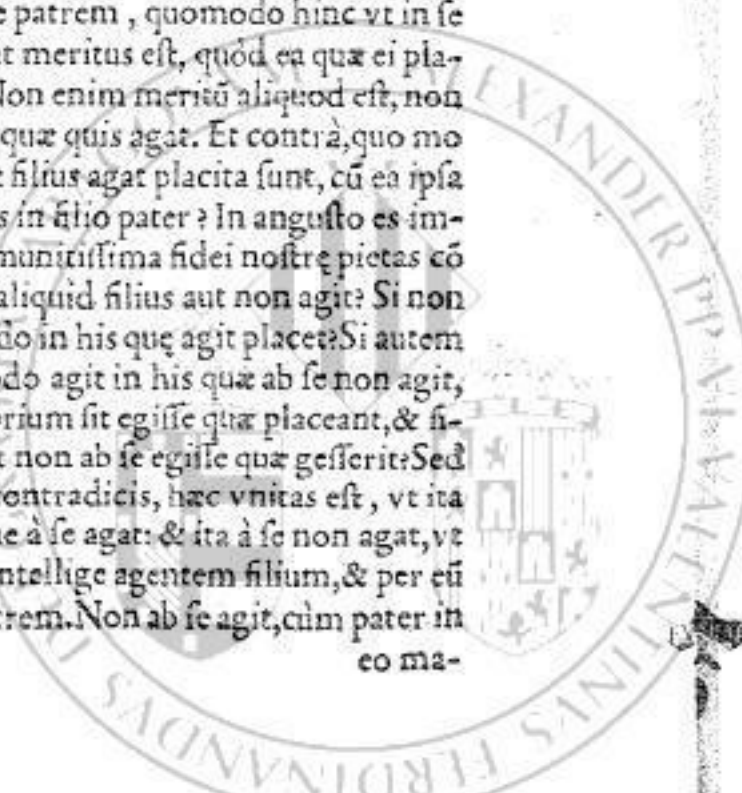 e patrem, quomodo hinc vt in ſe
t meritus eſt, quòd ea quæ ei pla-
Non enim meritũ aliquod eſt, non
quæ quis agat. Et contrà, quo mo
filius agat placita ſunt, cũ ea ipſa
s in filio pater? In anguſto es im-
munitiſſima fidei noſtrę pietas cõ
aliquid filius aut non agit? Si non
do in his quę agit placet? Si autem
do agit in his quæ ab ſe non agit,
rium ſit egiſſe quæ placeant, & fi-
t non ab ſe egiſſe quæ geſſerit? Sed
ontradicis, hæc vnitas eſt, vt ita
e à ſe agat: & ita à ſe non agat, vt
ntellige agentem filium, & per eũ
trem. Non ab ſe agit, cùm pater in
eo ma-
ALEXANDER PP VI VALENTINVS FERDINANDVS